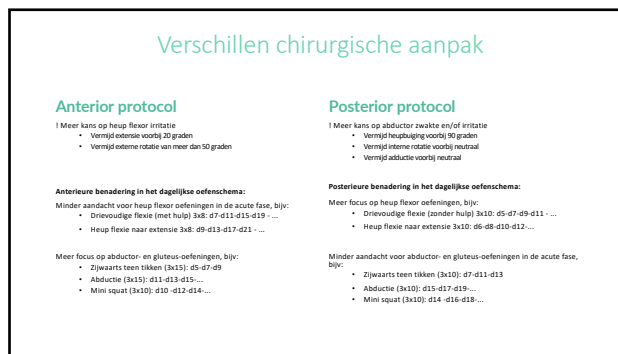 Verschillen chirurgische aanpak
Anterior protocol
! Meer kans op heup flexor irritatie
• Vermijd extensie voorbij 20 graden
• Vermijd externe rotatie van meer dan 50 graden
Anterieure benadering in het dagelijkse oefenschema:
Minder aandacht voor heup flexor oefeningen in de acute fase, bijv:
• Drievoudige flexie (met hulp) 3x8: d7-d11-d15-d19 - ...
• Heup flexie naar extensie 3x8: d9-d13-d17-d21 - ...
Meer focus op abductor- en gluteus-oefeningen, bijv:
• Zijwaarts teen tikken (3x15): d5-d7-d9
• Abductie (3x15): d11-d13-d15-...
• Mini squat (3x10): d10 -d12-d14-...
Posterior protocol
! Meer kans op abductor zwakte en/of irritatie
• Vermijd heupbuiging voorbij 90 graden
• Vermijd interne rotatie voorbij neutraal
• Vermijd adductie voorbij neutraal
Posterieure benadering in het dagelijkse oefenschema:
Meer focus op heup flexor oefeningen, bijv:
• Drievoudige flexie (zonder hulp) 3x10: d5-d7-d9-d11 - ...
• Heup flexie naar extensie 3x10: d6-d8-d10-d12-...
Minder aandacht voor abductor- en gluteus-oefeningen in de acute fase,
bijv:
• Zijwaarts teen tikken (3x10): d7-d11-d13
• Abductie (3x10): d15-d17-d19-...
• Mini squat (3x10): d14 -d16-d18-...